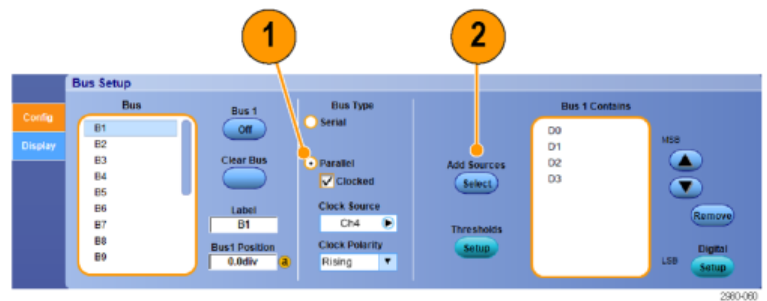 1
2
Bus Setup
Config
Display
Bus
B1
B2
B3
B4
B5
B6
B7
B8
B9
Bus 1
Off
Clear Bus
Label
B1
Bus1 Position
0.0div
a
Bus Type
Serial
Parallel
Clocked
Clock Source
Ch4
Clock Polarity
Rising
Add Sources
Select
Thresholds
Setup
Bus 1 Contains
D0
D1
D2
D3
MSB
Remove
LSB
Digital
Setup
2980-060